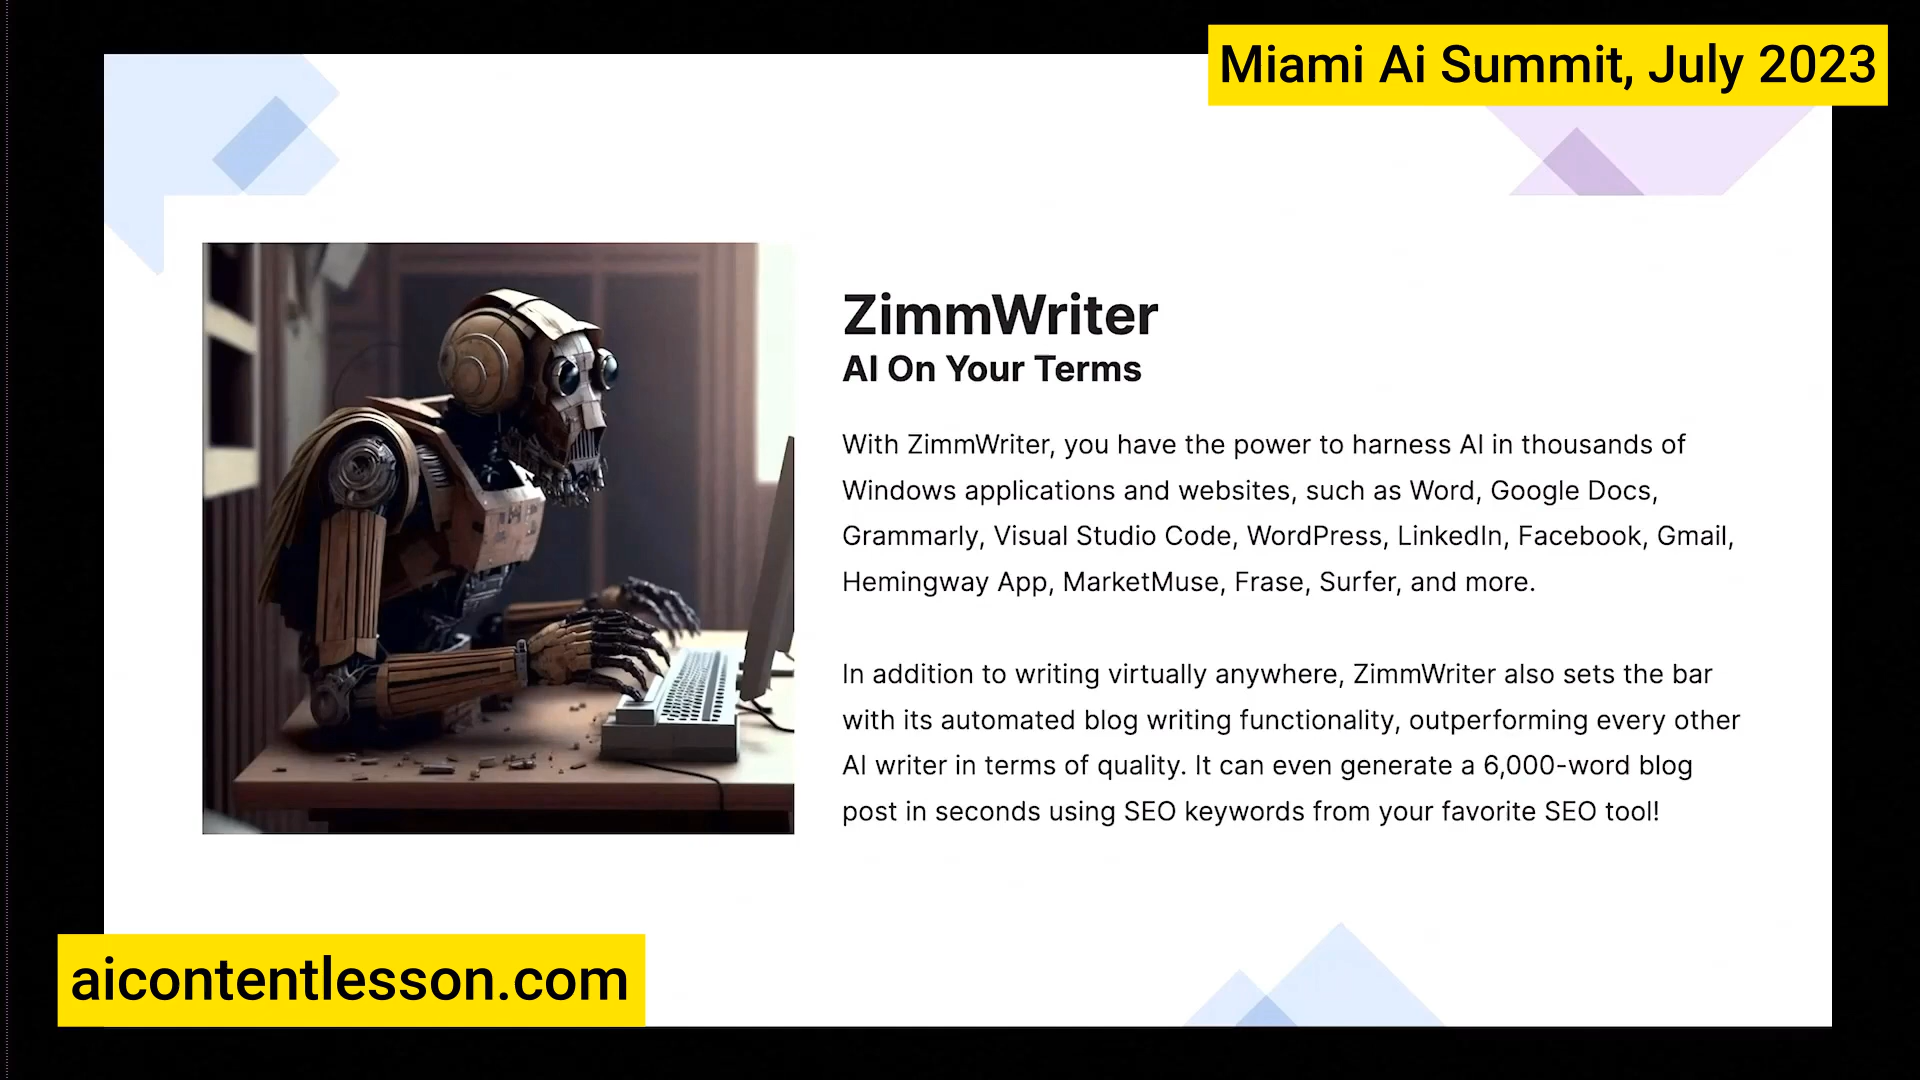 Miami Ai Summit, July 2023
ZimmWriter
AI On Your Terms
With ZimmWriter, you have the power to harness AI in thousands of
Windows applications and websites, such as Word, Google Docs,
Grammarly, Visual Studio Code, WordPress, LinkedIn, Facebook, Gmail,
Hemingway App, MarketMuse, Frase, Surfer, and more.
In addition to writing virtually anywhere, ZimmWriter also sets the bar
with its automated blog writing functionality, outperforming every other
AI writer in terms of quality. It can even generate a 6,000-word blog
post in seconds using SEO keywords from your favorite SEO tool!
aicontentlesson.com